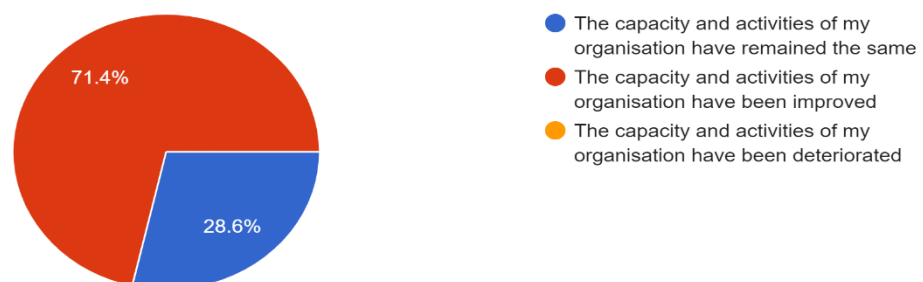 71.4%
28.6%
The capacity and activities of my
organisation have remained the same
The capacity and activities of my
organisation have been improved
The capacity and activities of my
organisation have been deteriorated